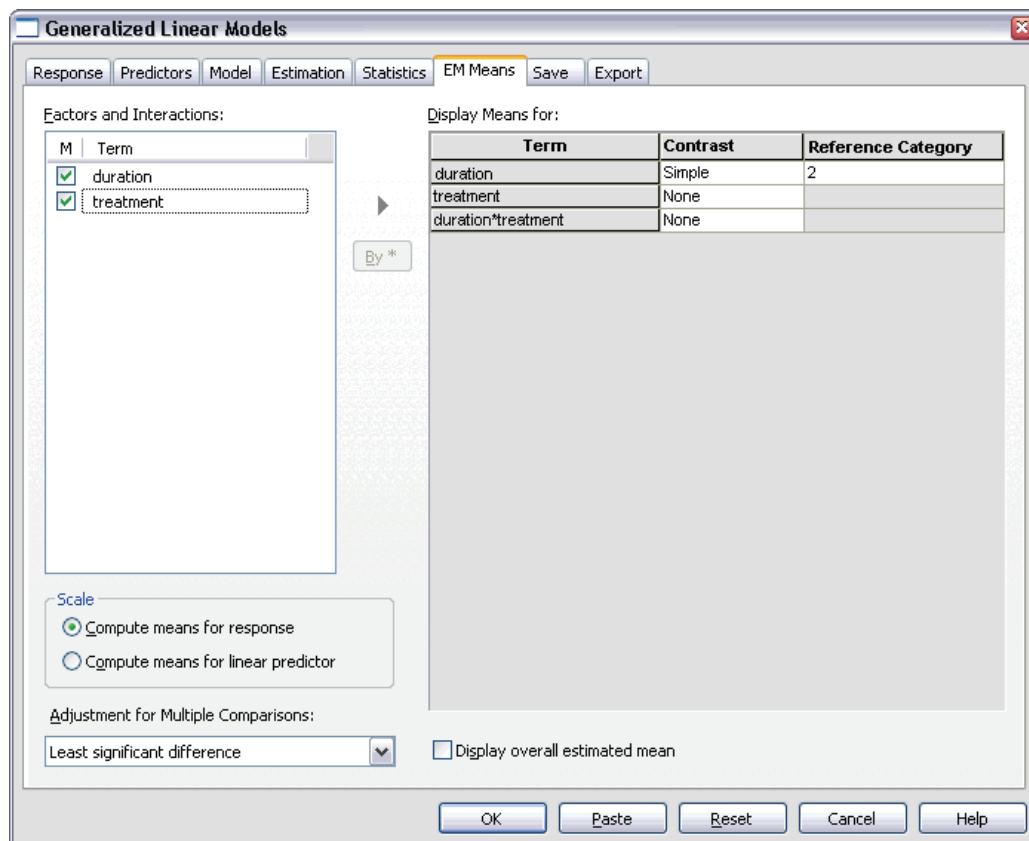 Generalized Linear Models
Response Predictors Model Estimation Statistics EM Means Save Export
Factors and Interactions:
M Term
duration
treatment
By *
Display Means for:
Term Contrast Reference Category
duration Simple 2
treatment None
duration*treatment None
Scale
Compute means for response
Compute means for linear predictor
Adjustment for Multiple Comparisons:
Least significant difference
Display overall estimated mean
OK Paste Reset Cancel Help